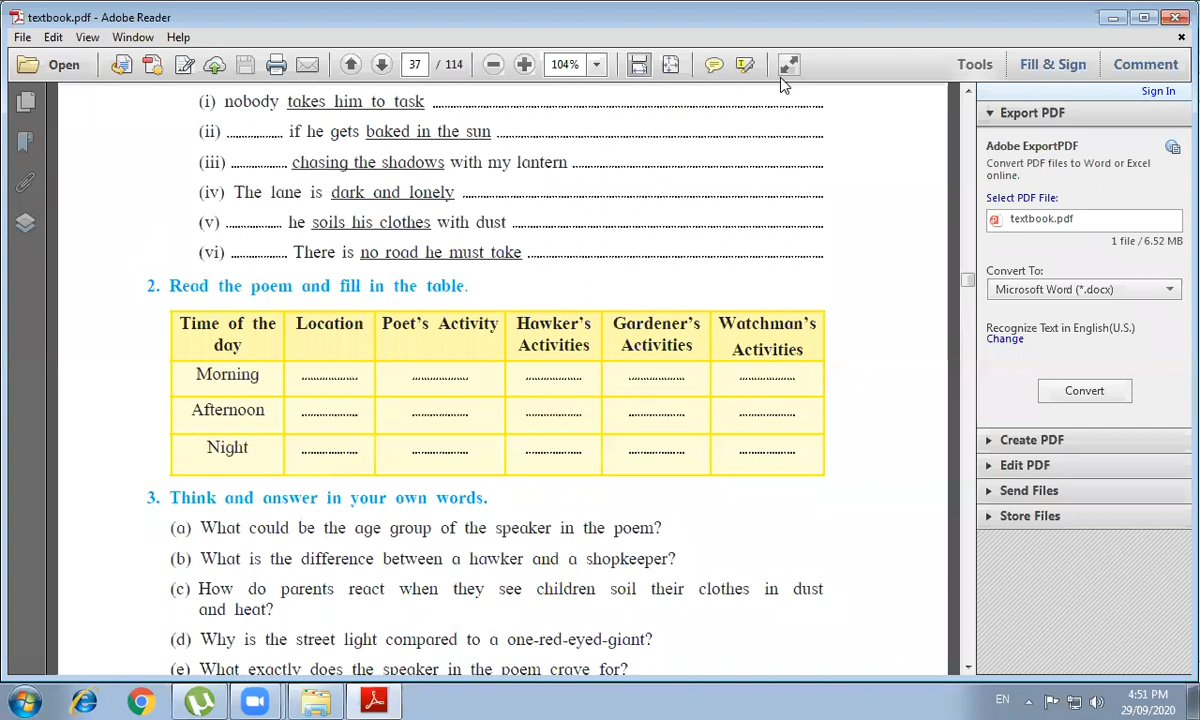 textbook.pdf - Adobe Reader
File Edit View Window Help
Open 37 / 114 104% Tools Fill & Sign Comment
Sign In
(i) nobody takes him to task ................
(ii) ............. if he gets baked in the sun ................
(iii) ............. chasing the shadows with my lantern ................
(iv) The lane is dark and lonely ................
(v) ............. he soils his clothes with dust ................
(vi) ............. There is no road he must take ................
2. Read the poem and fill in the table.
Time of the day Location Poet's Activity Hawker's Activities Gardener's Activities Watchman's Activities
Morning ................ ................ ................ ................ ................
Afternoon ................ ................ ................ ................ ................
Night ................ ................ ................ ................ ................
3. Think and answer in your own words.
(a) What could be the age group of the speaker in the poem?
(b) What is the difference between a hawker and a shopkeeper?
(c) How do parents react when they see children soil their clothes in dust
and heat?
(d) Why is the street light compared to a one-red-eyed-giant?
(e) What exactly does the speaker in the poem crave for?
Export PDF
Adobe ExportPDF
Convert PDF files to Word or Excel
online.
Select PDF File:
textbook.pdf
1 file / 6.52 MB
Convert To:
Microsoft Word (*.docx)
Recognize Text in English(U.S.)
Change
Convert
Create PDF
Edit PDF
Send Files
Store Files
EN
4:51 PM
29/09/2020